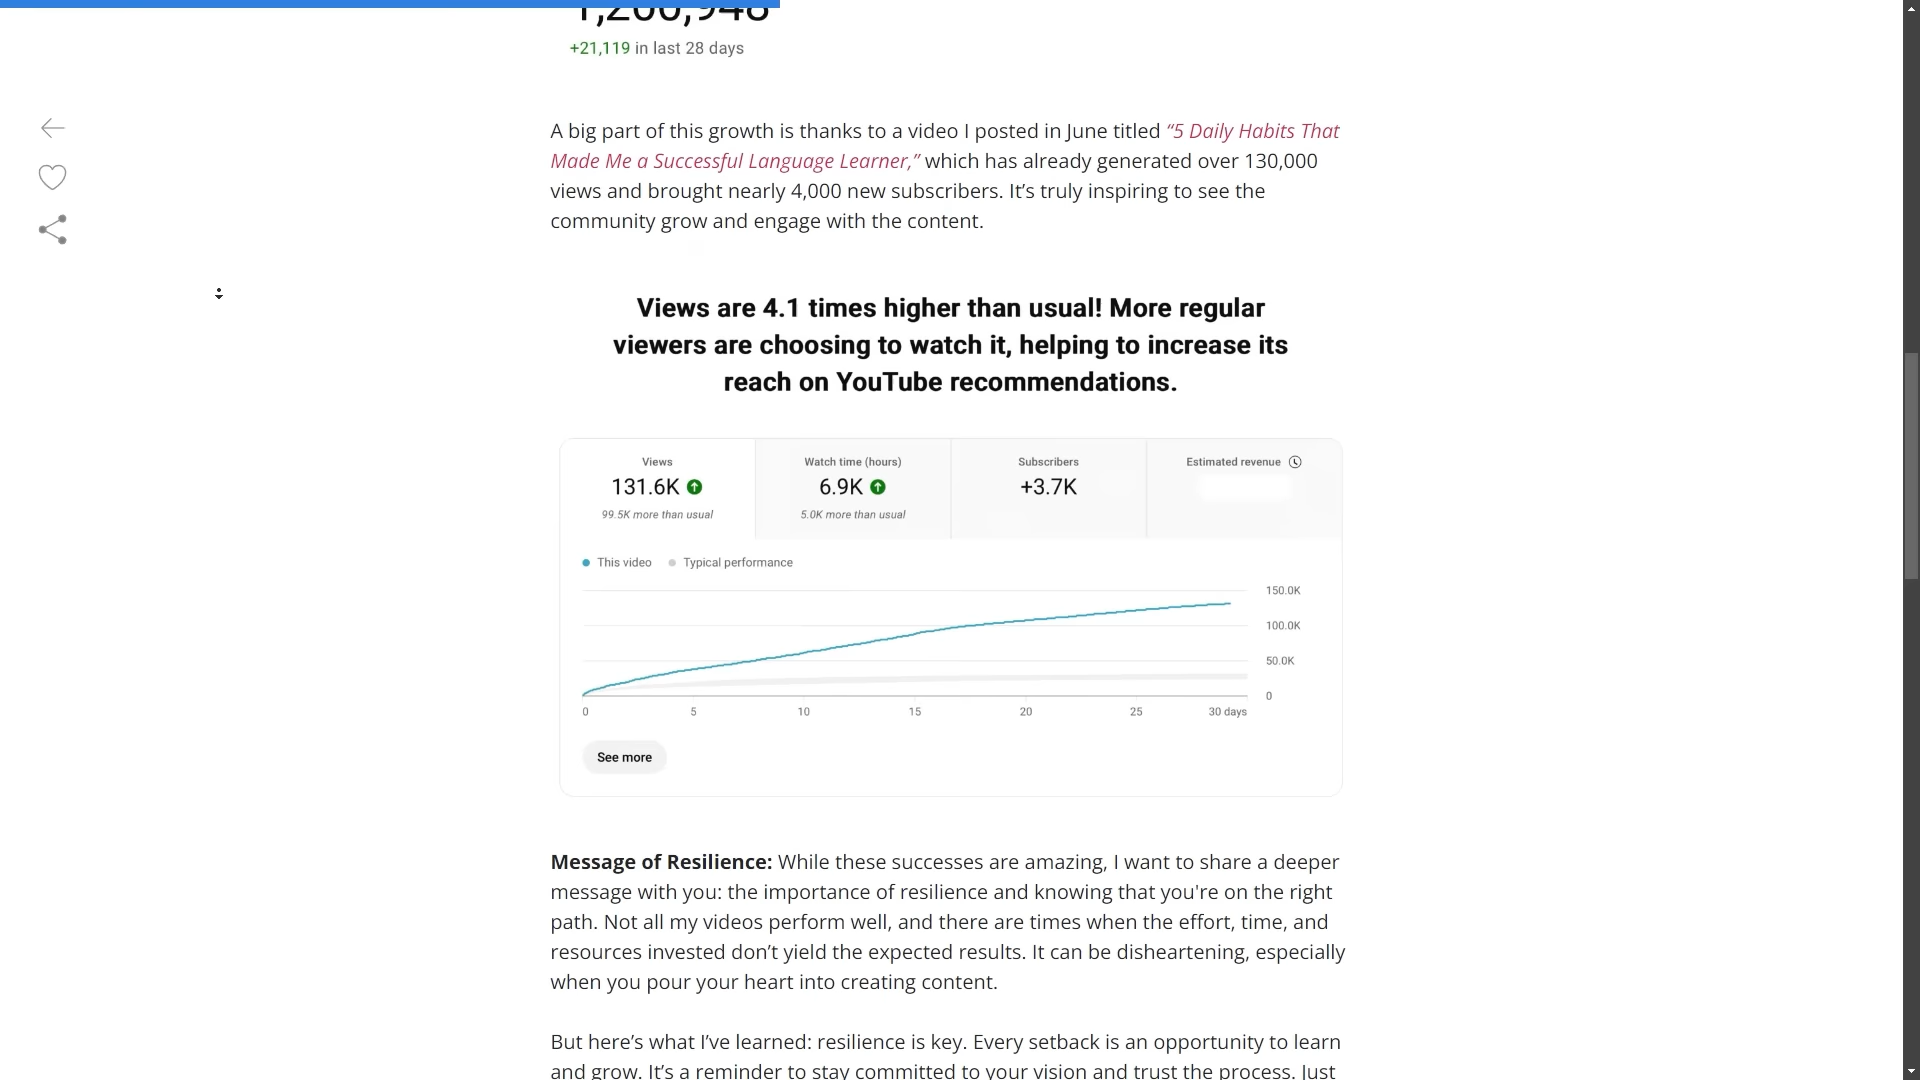 +21,119 in last 28 days
A big part of this growth is thanks to a video I posted in June titled “5 Daily Habits That
Made Me a Successful Language Learner,” which has already generated over 130,000
views and brought nearly 4,000 new subscribers. It’s truly inspiring to see the
community grow and engage with the content.
Views are 4.1 times higher than usual! More regular
viewers are choosing to watch it, helping to increase its
reach on YouTube recommendations.
Views
131.6K
99.5K more than usual
Watch time (hours)
6.9K
5.0K more than usual
Subscribers
+3.7K
Estimated revenue
This video
Typical performance
150.0K
100.0K
50.0K
0
0 5 10 15 20 25 30 days
See more
Message of Resilience: While these successes are amazing, I want to share a deeper
message with you: the importance of resilience and knowing that you're on the right
path. Not all my videos perform well, and there are times when the effort, time, and
resources invested don’t yield the expected results. It can be disheartening, especially
when you pour your heart into creating content.
But here’s what I’ve learned: resilience is key. Every setback is an opportunity to learn
and grow. It’s a reminder to stay committed to your vision and trust the process. Just